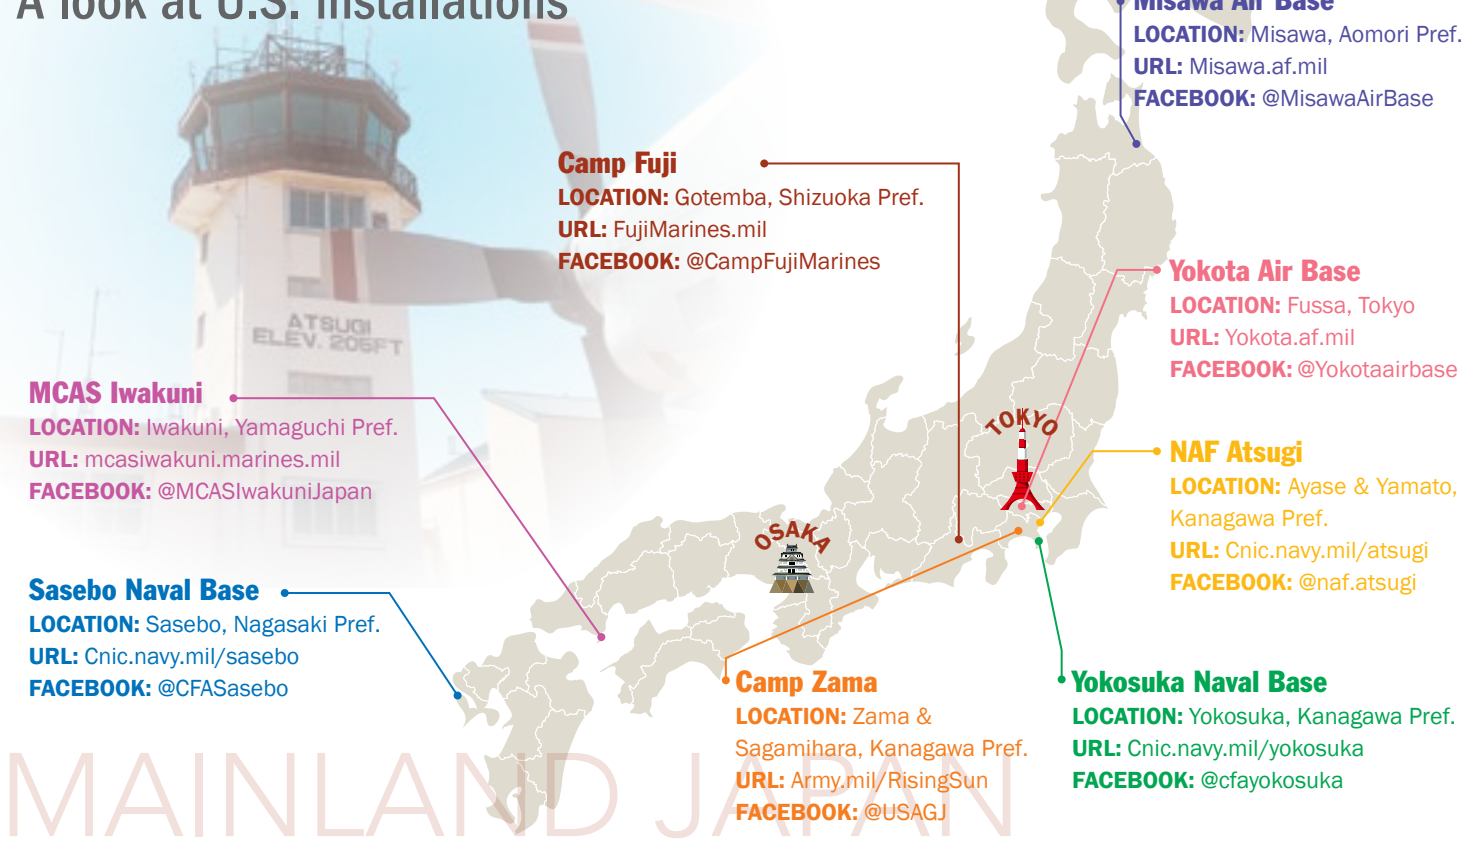 A look at U.S. Installations
Misawa Air Base
LOCATION: Misawa, Aomori Pref.
URL: Misawa.af.mil
FACEBOOK: @MisawaAirBase
Camp Fuji
LOCATION: Gotemba, Shizuoka Pref.
URL: FujiMarines.mil
FACEBOOK: @CampFujiMarines
Yokota Air Base
LOCATION: Fussa, Tokyo
URL: Yokota.af.mil
FACEBOOK: @Yokotaairbase
ATSUGI
ELEV. 205FT
MCAS Iwakuni
LOCATION: Iwakuni, Yamaguchi Pref.
URL: mcasiwakuni.marines.mil
FACEBOOK: @MCASIwakuniJapan
TOKYO
NAF Atsugi
LOCATION: Ayase & Yamato,
Kanagawa Pref.
URL: Cnic.navy.mil/atsugi
FACEBOOK: @naf.atsugi
OSAKA
Sasebo Naval Base
LOCATION: Sasebo, Nagasaki Pref.
URL: Cnic.navy.mil/sasebo
FACEBOOK: @CFASasebo
Camp Zama
LOCATION: Zama &
Sagamihara, Kanagawa Pref.
URL: Army.mil/RisingSun
FACEBOOK: @USAGJ
Yokosuka Naval Base
LOCATION: Yokosuka, Kanagawa Pref.
URL: Cnic.navy.mil/yokosuka
FACEBOOK: @cfayokosuka
MAINLAND JAPAN